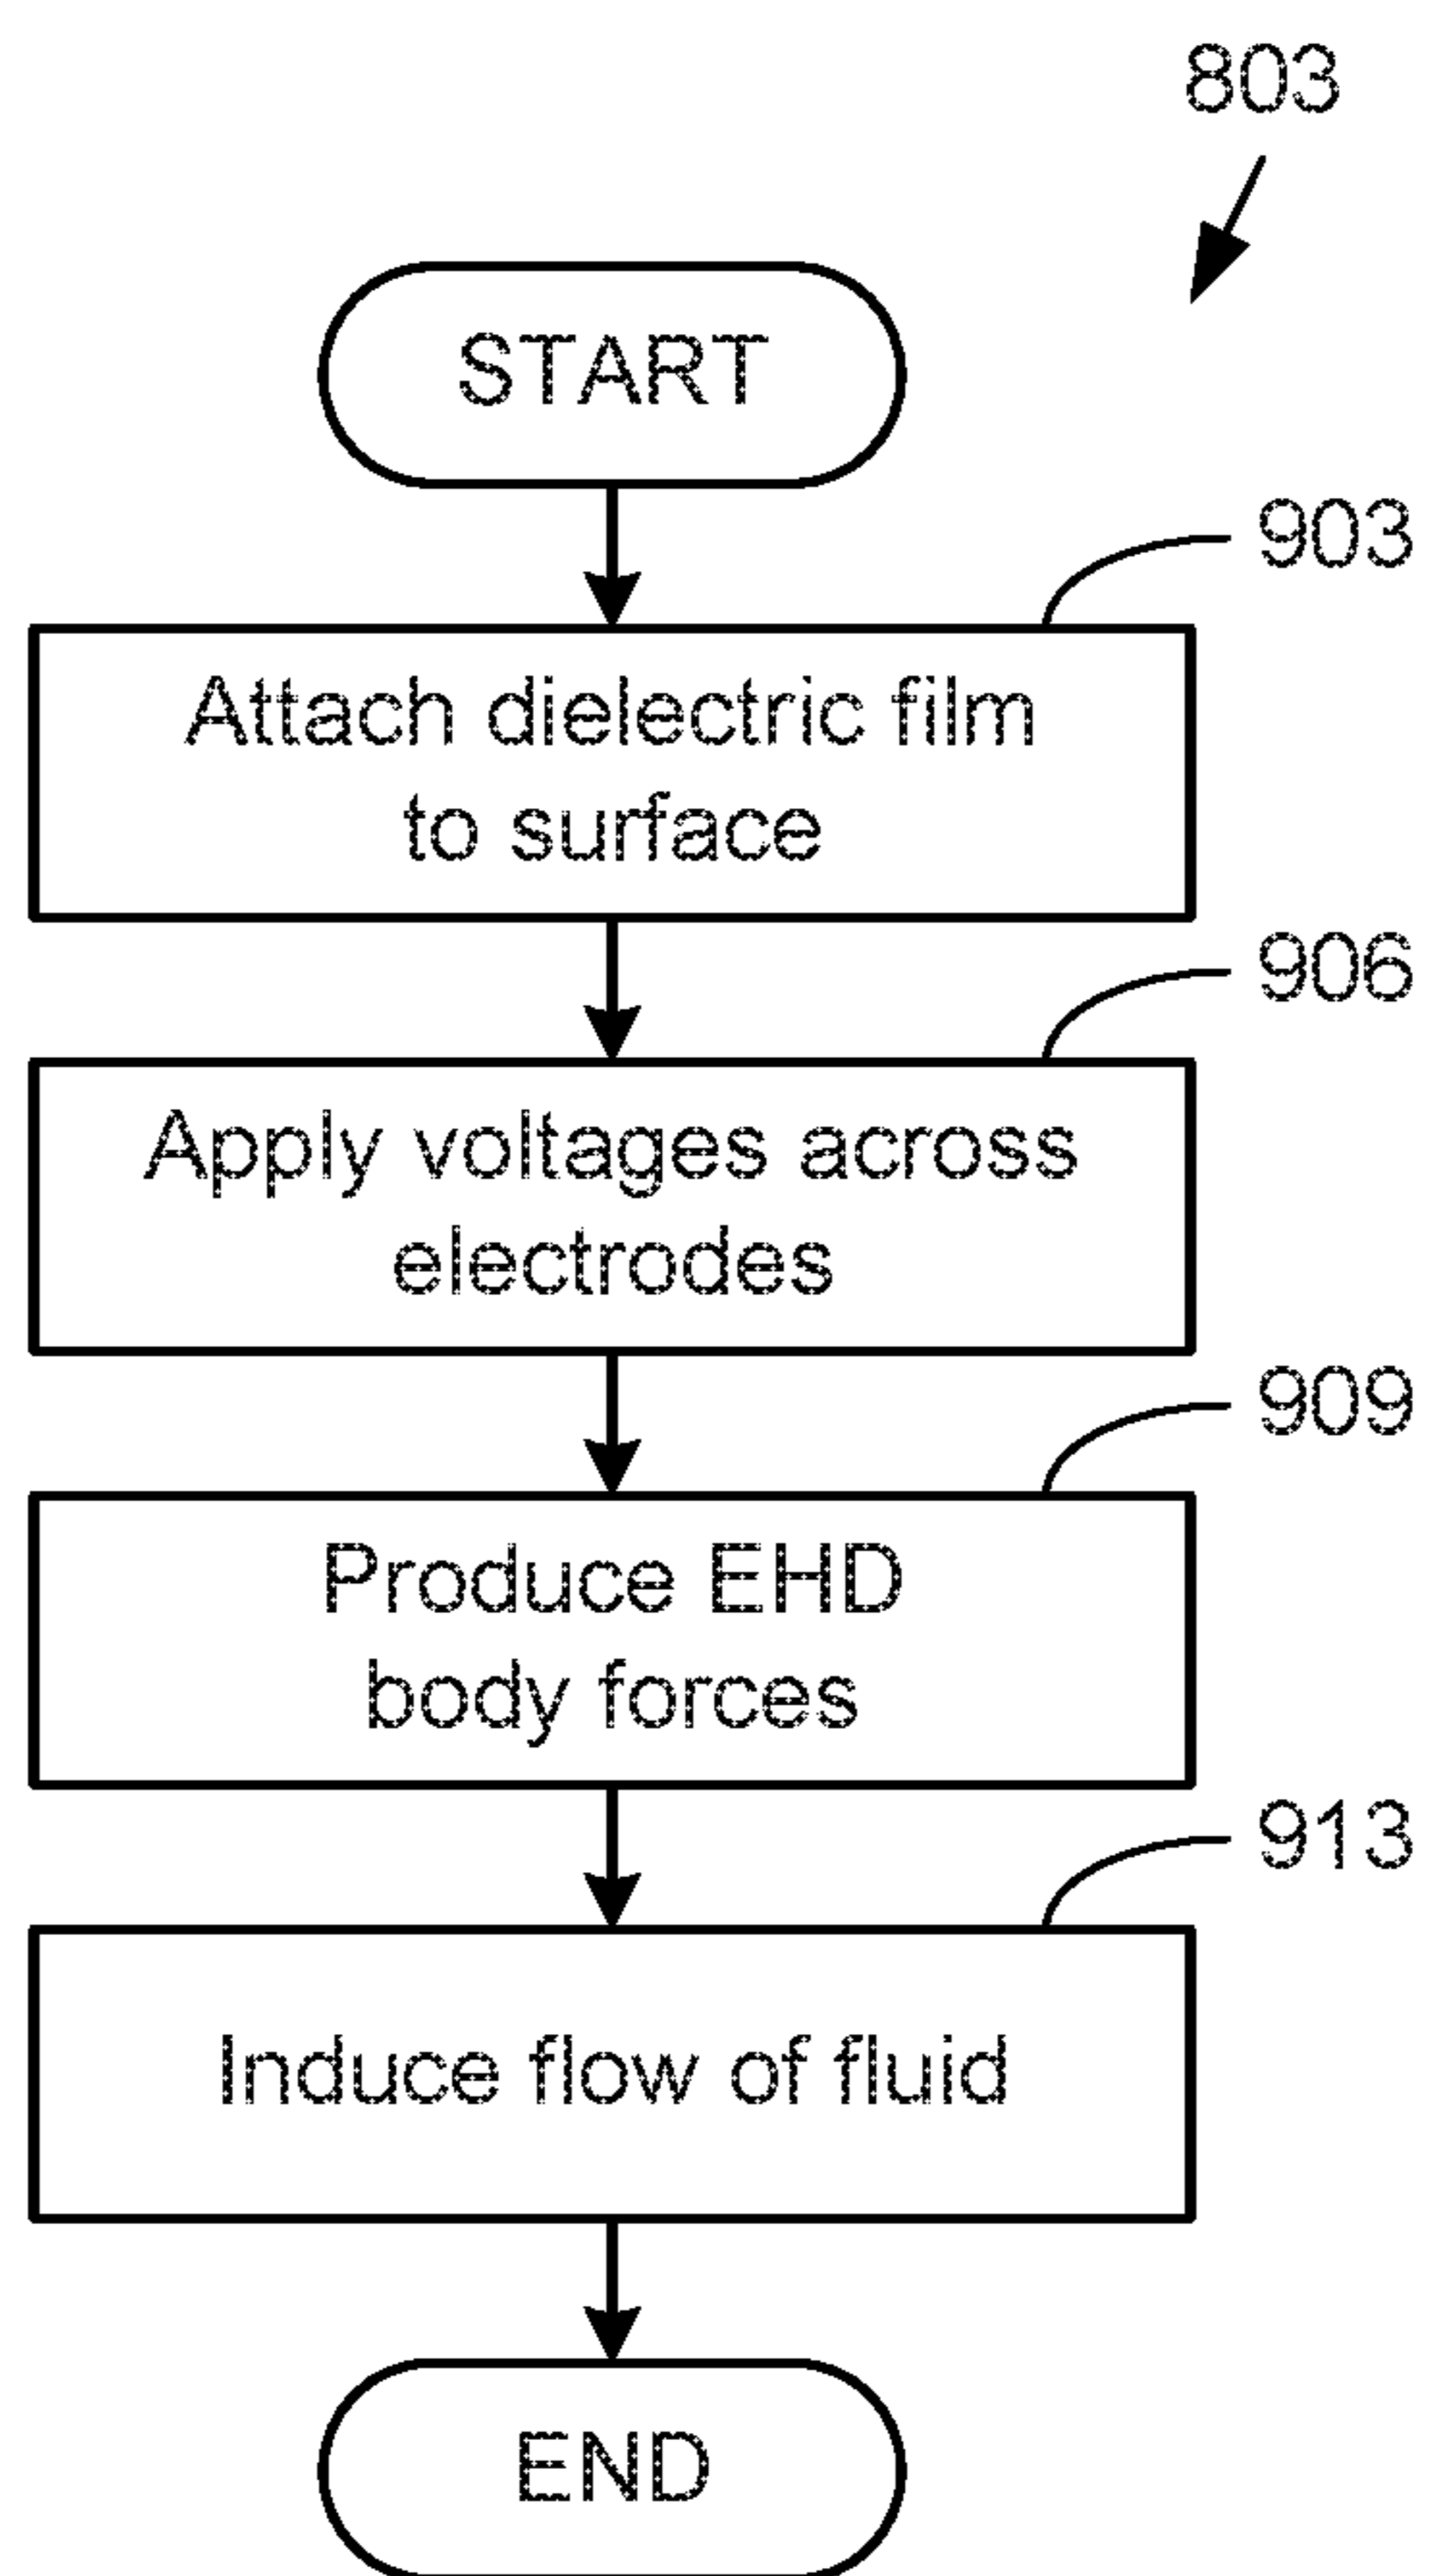 803
START
903
Attach dielectric film
to surface
906
Apply voltages across
electrodes
909
Produce EHD
body forces
913
Induce flow of fluid
END